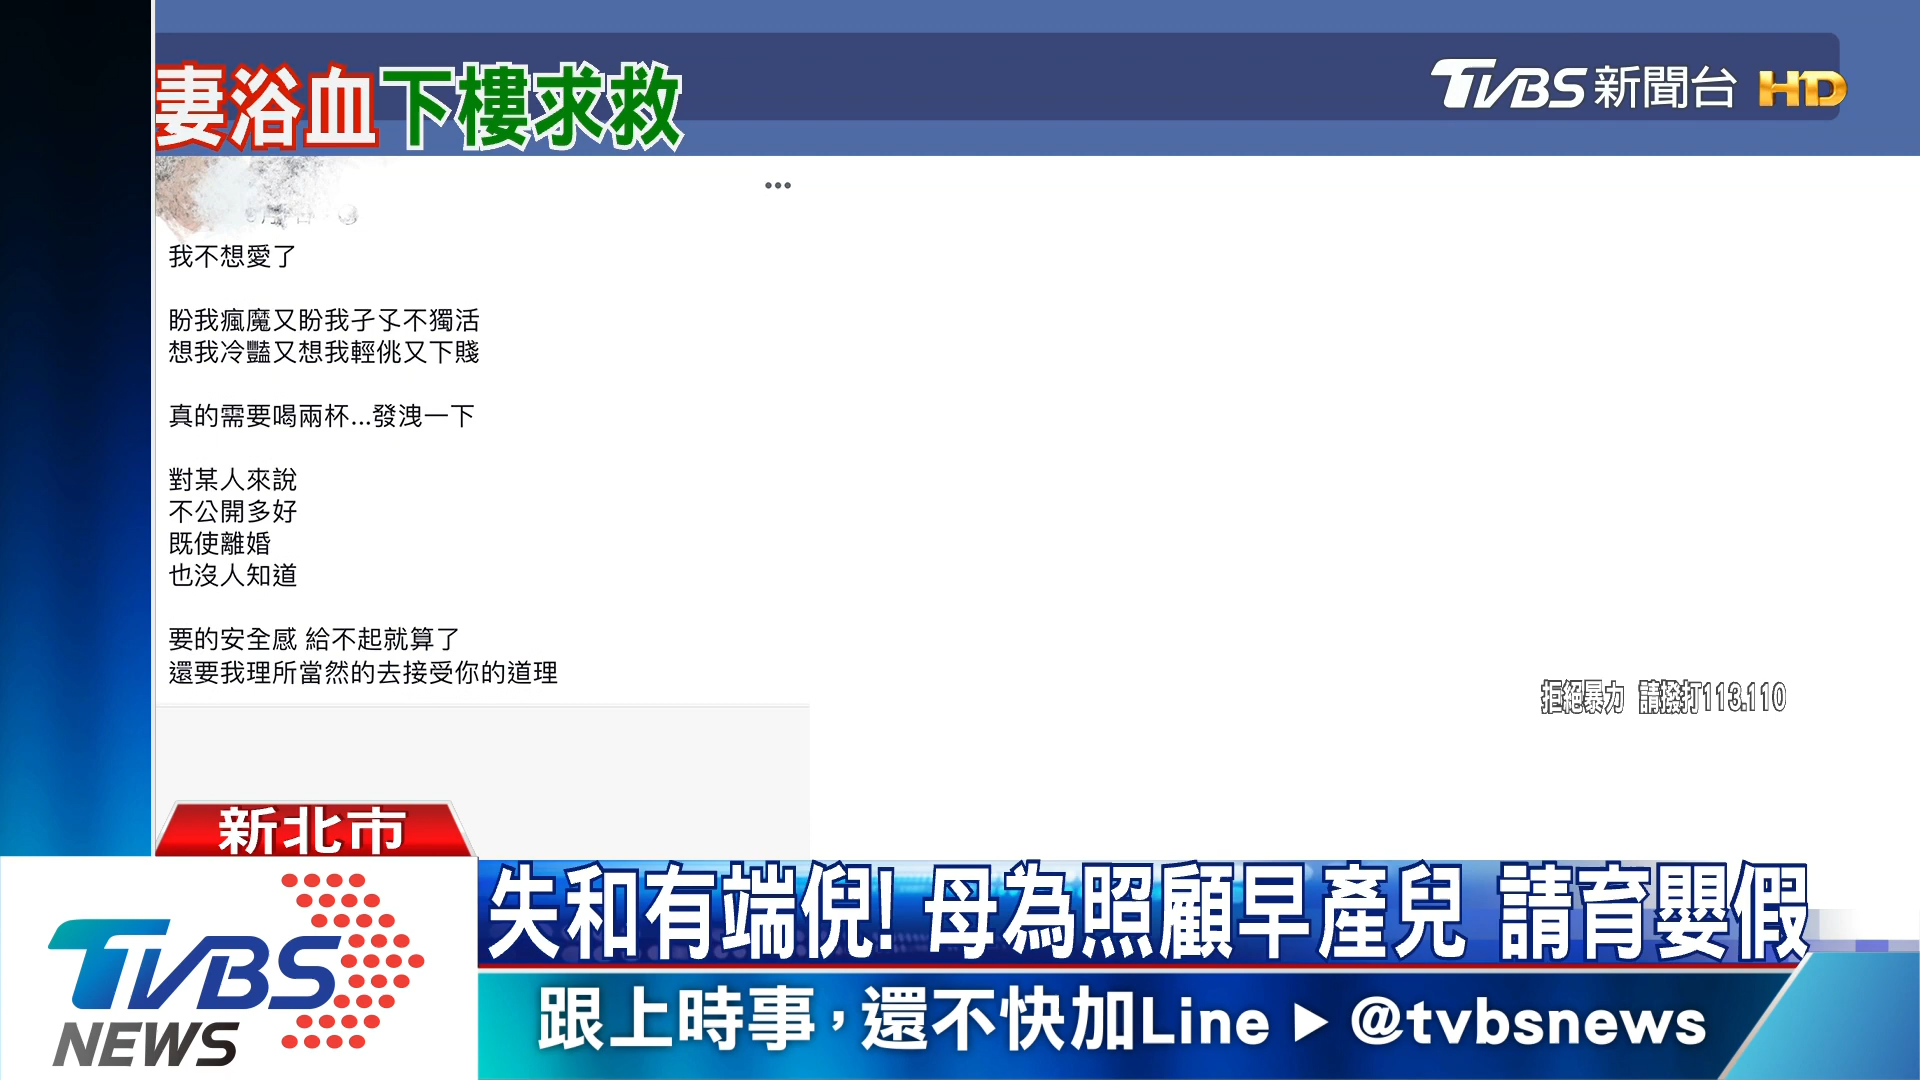 妻浴血下樓求救
TVBS新聞台 HD
我不想愛了
盼我瘋魔又盼我孑孓不獨活
想我冷豔又想我輕佻又下賤
真的需要喝兩杯...發洩一下
對某人來說
不公開多好
既使離婚
也沒人知道
要的安全感 給不起就算了
還要我理所當然的去接受你的道理
拒絕暴力 請撥打113.110
新北市
失和有端倪! 母為照顧早產兒 請育嬰假
TVBS
NEWS
跟上時事,還不快加Line ▶ @tvbsnews